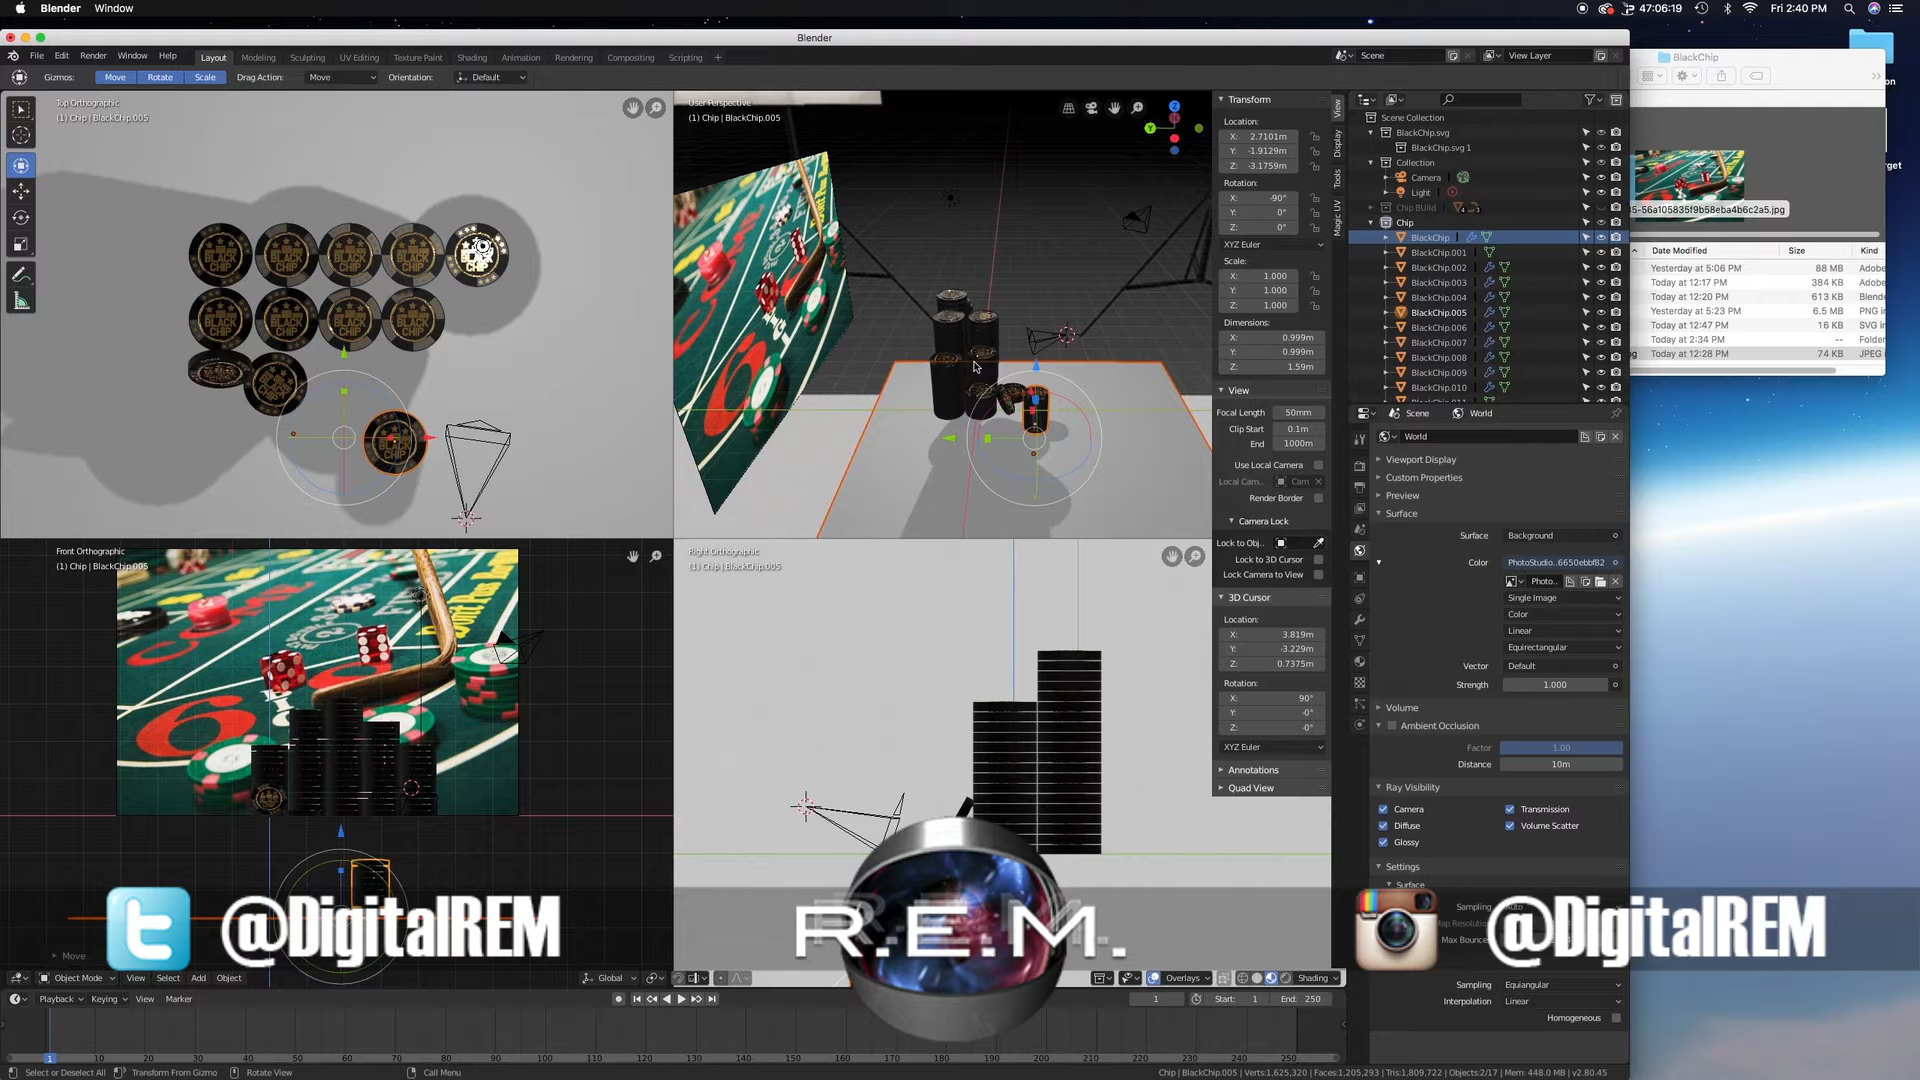 Blender Window
47:06:19 Fri 2:40 PM
Blender
File Edit Render Window Help
Layout Modeling Sculpting UV Editing Texture Paint Shading Animation Rendering Compositing Scripting +
Scene View Layer
Gizmos: Move Rotate Scale Drag Action: Move Orientation: Default
Top Orthographic
(1) Chip | BlackChip.005
User Perspective
(1) Chip | BlackChip.005
Front Orthographic
(1) Chip | BlackChip.005
Right Orthographic
(1) Chip | BlackChip.005
BLACK CHIP
Z
Y
Transform
Location:
X: 2.7101m
Y: -1.9129m
Z: -3.1759m
Rotation:
X: -90°
Y: 0°
Z: 0°
XYZ Euler
Scale:
X: 1.000
Y: 1.000
Z: 1.000
Dimensions:
X: 0.999m
Y: 0.999m
Z: 1.59m
View
Focal Length 50mm
Clip Start 0.1m
End 1000m
Use Local Camera
Local Cam.. Cam
Render Border
Camera Lock
Lock to Obj..
Lock to 3D Cursor
Lock Camera to View
3D Cursor
Location:
X: 3.819m
Y: -3.229m
Z: 0.7375m
Rotation:
X: 90°
Y: -0°
Z: -0°
XYZ Euler
Annotations
Quad View
View
Display
Tools
Magic UV
Scene Collection
BlackChip.svg
BlackChip.svg 1
Collection
Camera
Light
Chip BUild
Chip
BlackChip
BlackChip.001
BlackChip.002
BlackChip.003
BlackChip.004
BlackChip.005
BlackChip.006
BlackChip.007
BlackChip.008
BlackChip.009
BlackChip.010
Scene World
World
Viewport Display
Custom Properties
Preview
Surface
Surface Background
Color PhotoStudio..6650ebbf82
Photo..
Single Image
Color
Linear
Equirectangular
Vector Default
Strength 1.000
Volume
Ambient Occlusion
Factor 1.00
Distance 10m
Ray Visibility
Camera Transmission
Diffuse Volume Scatter
Glossy
Settings
Surface
Sampling Auto
Map Resolution
Max Bounces
Sampling Equiangular
Interpolation Linear
Homogeneous
BlackChip
35-56a105835f9b58eba4b6c2a5.jpg
Date Modified Size Kind
Yesterday at 5:06 PM 88 MB Adobe
Today at 12:17 PM 384 KB Adobe
Today at 12:20 PM 613 KB Blende
Yesterday at 5:23 PM 6.5 MB PNG in
Today at 12:47 PM 16 KB SVG in
Today at 2:34 PM -- Folder
Today at 12:28 PM 74 KB JPEG i
@DigitalREM
R.E.M.
@DigitalREM
Move
Object Mode View Select Add Object Global Overlays Shading
Playback Keying View Marker 1 Start: 1 End: 250
1 10 20 30 40 50 60 70 80 90 100 110 120 130 140 150 160 170 180 190 200 210 220 230 240 250
Select or Deselect All Transform From Gizmo Rotate View Call Menu
Chip | BlackChip.005 | Verts:1,625,320 | Faces:1,205,293 | Tris:1,809,722 | Objects:2/17 | Mem: 448.0 MB | v2.80.45